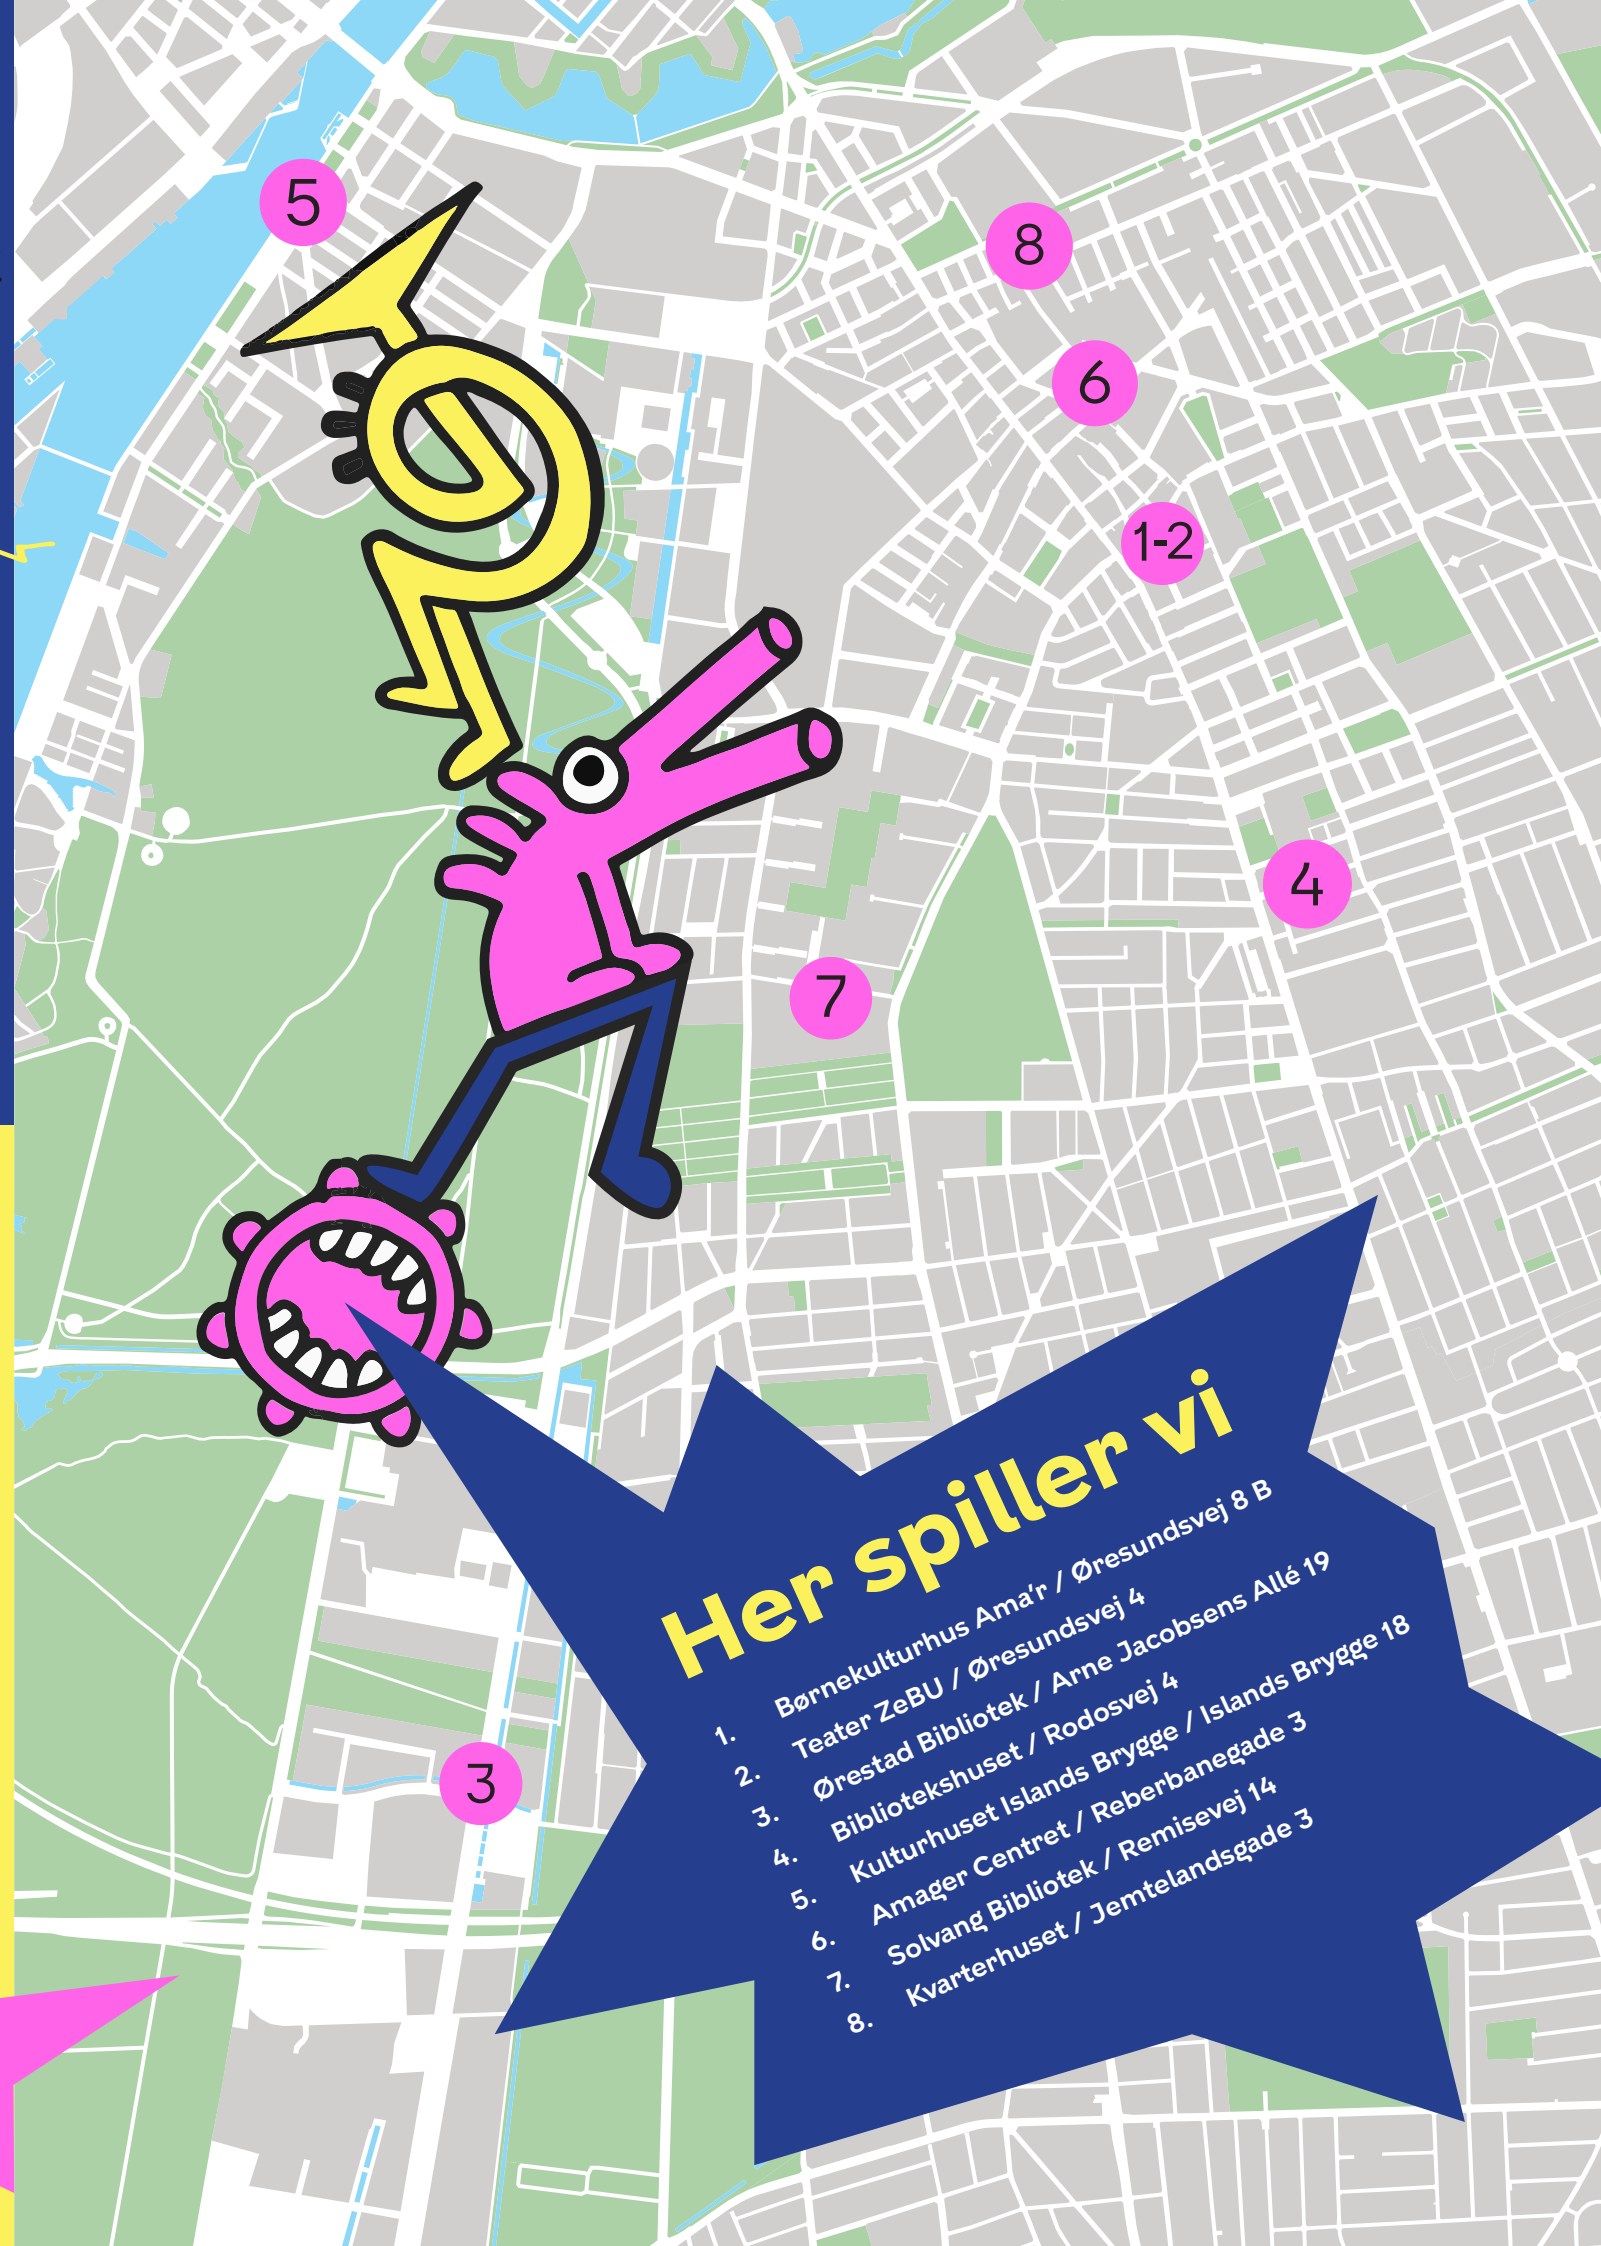 5
8
6
1-2
4
7
3
Her spiller vi
1. Børnekulturhus Ama'r / Øresundsvej 8 B
2. Teater ZeBU / Øresundsvej 4
3. Ørestad Bibliotek / Arne Jacobsens Allé 19
4. Bibliotekshuset / Rodosvej 4
5. Kulturhuset Islands Brygge / Islands Brygge 18
6. Amager Centret / Reberbanegade 3
7. Solvang Bibliotek / Remisevej 14
8. Kvarterhuset / Jemtelandsgade 3